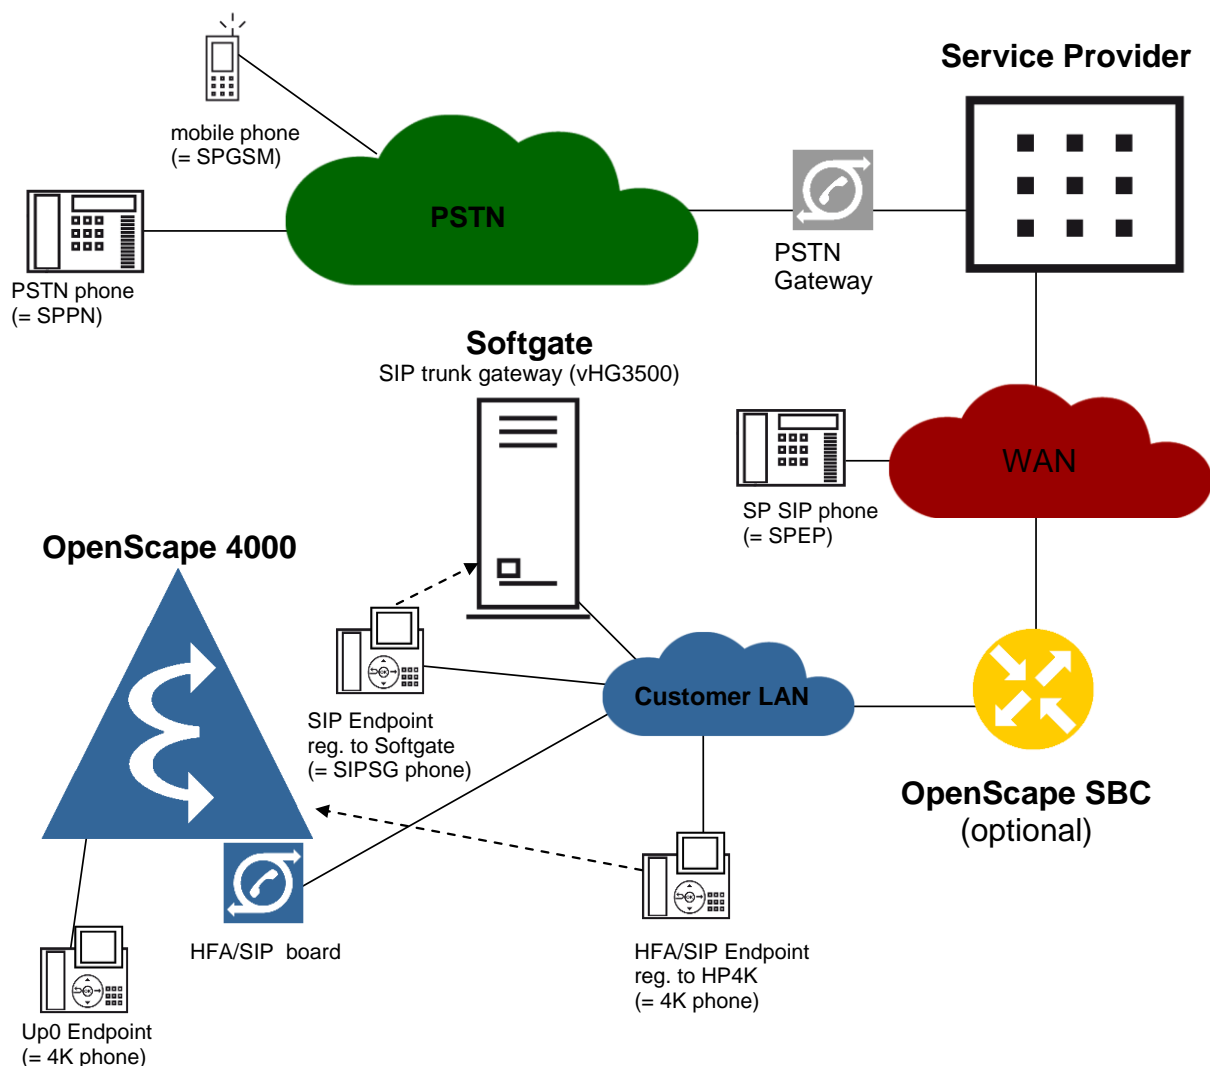 Service Provider
mobile phone
(= SPGSM)
PSTN
PSTN
Gateway
PSTN phone
(= SPPN)
Softgate
SIP trunk gateway (vHG3500)
WAN
SP SIP phone
(= SPEP)
OpenScape 4000
Customer LAN
SIP Endpoint
reg. to Softgate
(= SIPSG phone)
OpenScape SBC
(optional)
HFA/SIP  board
HFA/SIP Endpoint
reg. to HP4K
(= 4K phone)
Up0 Endpoint
(= 4K phone)